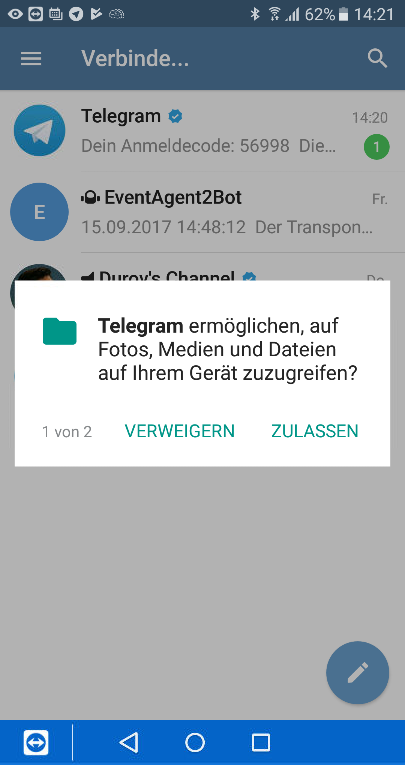 62% 14:21
Verbinde...
Telegram 14:20
Dein Anmeldecode: 56998 Die... 1
E EventAgent2Bot Fr.
15.09.2017 14:48:12 Der Transpon...
Durov's Channel Do.
Telegram ermöglichen, auf
Fotos, Medien und Dateien
auf Ihrem Gerät zuzugreifen?
1 von 2 VERWEIGERN ZULASSEN